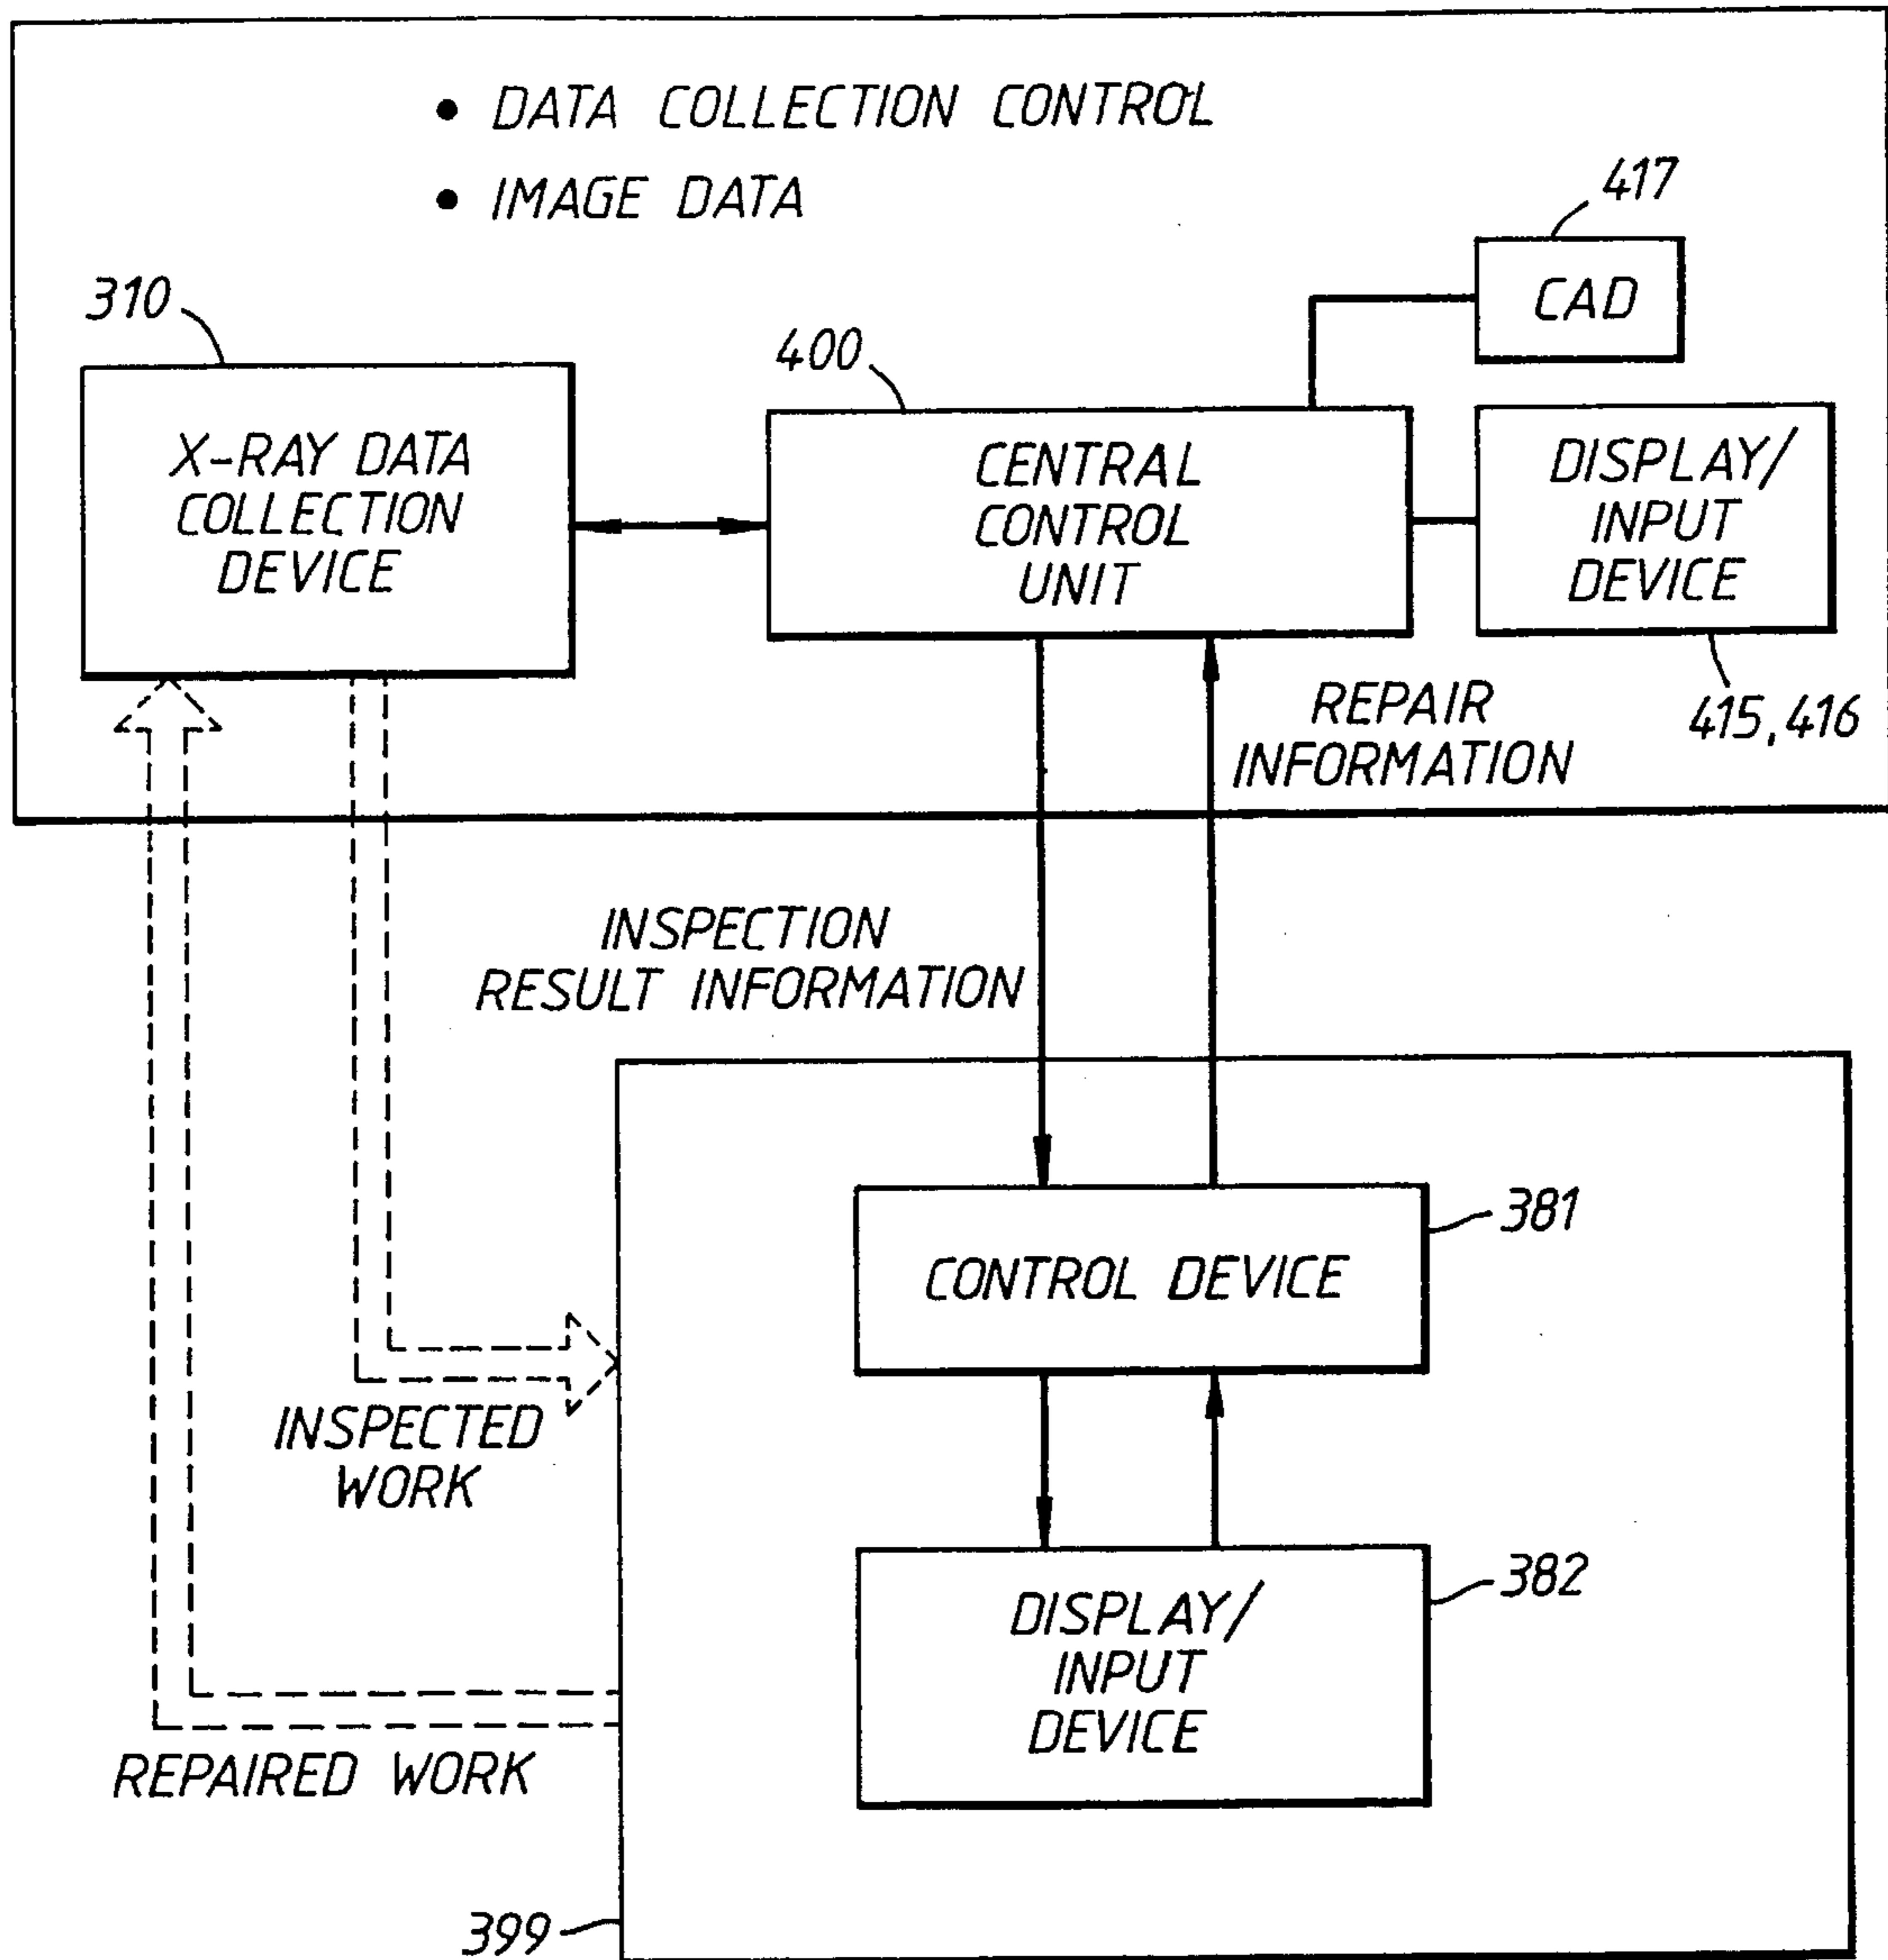 • DATA COLLECTION CONTROL
• IMAGE DATA
417
CAD
310
400
X-RAY DATA
COLLECTION
DEVICE
CENTRAL
CONTROL
UNIT
DISPLAY/
INPUT
DEVICE
415, 416
REPAIR
INFORMATION
INSPECTION
RESULT INFORMATION
381
CONTROL DEVICE
INSPECTED
WORK
382
DISPLAY/
INPUT
DEVICE
REPAIRED WORK
399